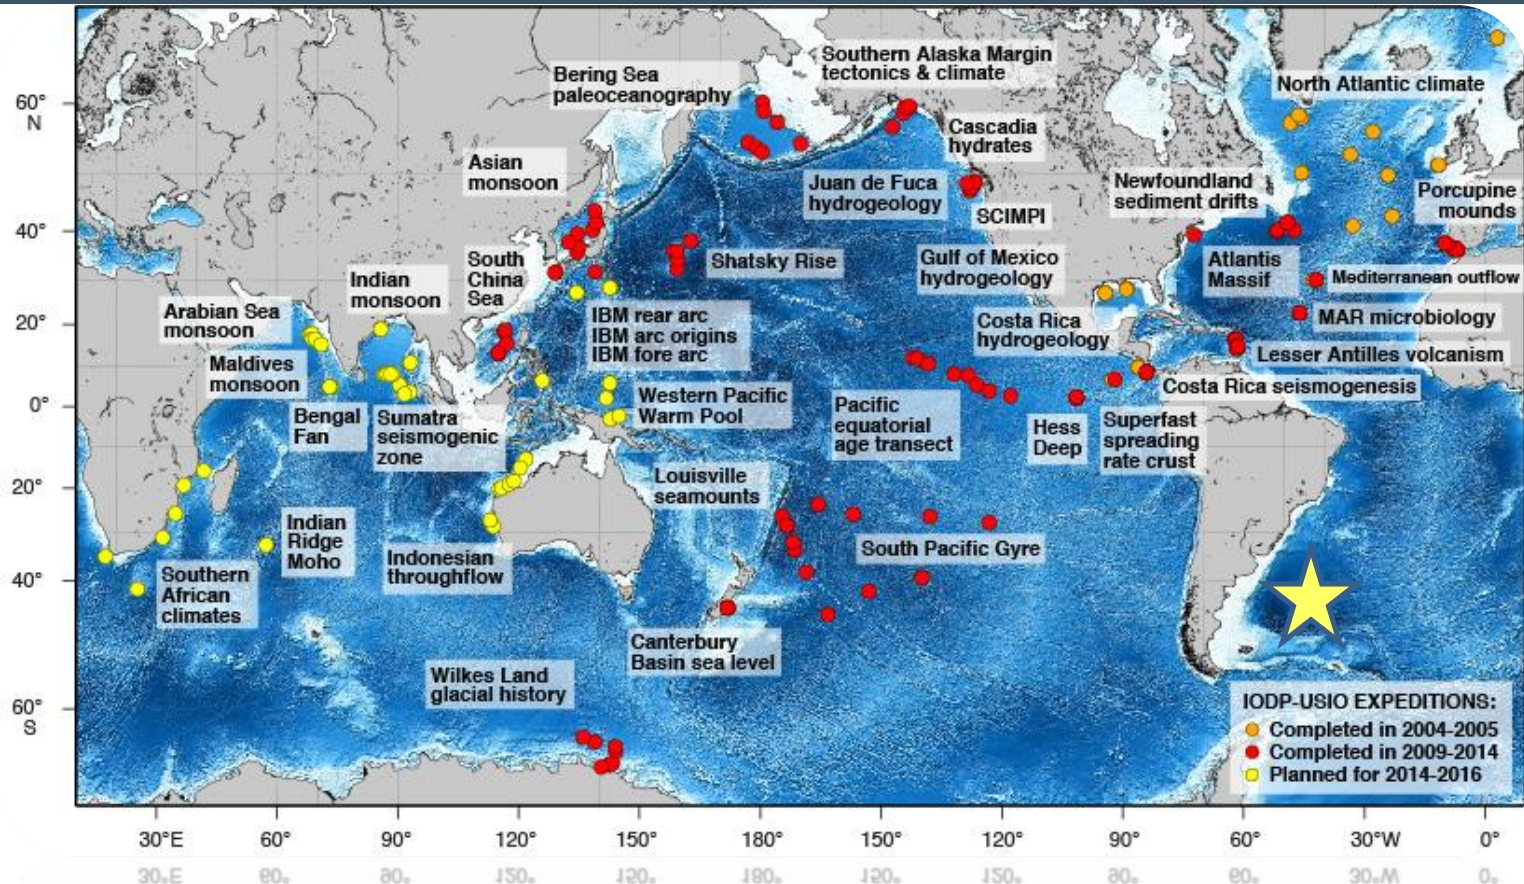 Southern Alaska Margin
tectonics & climate
Bering Sea
paleoceanography
North Atlantic climate
60°
N
Cascadia
hydrates
Asian
monsoon
Juan de Fuca
hydrogeology
Newfoundland
sediment drifts
Porcupine
mounds
SCIMPI
40°
South
China
Sea
Shatsky Rise
Gulf of Mexico
hydrogeology
Atlantis
Massif
Mediterranean outflow
Indian
monsoon
Arabian Sea
monsoon
20°
IBM rear arc
IBM arc origins
IBM fore arc
Costa Rica
hydrogeology
MAR microbiology
Lesser Antilles volcanism
Maldives
monsoon
Costa Rica seismogenesis
0°
Bengal
Fan
Sumatra
seismogenic
zone
Western Pacific
Warm Pool
Pacific
equatorial
age transect
Hess
Deep
Superfast
spreading
rate crust
20°
Louisville
seamounts
Indian
Ridge
Moho
Indonesian
throughflow
South Pacific Gyre
40°
Southern
African
climates
Canterbury
Basin sea level
Wilkes Land
glacial history
60°
S
IODP-USIO EXPEDITIONS:
Completed in 2004-2005
Completed in 2009-2014
Planned for 2014-2016
30°E 60° 90° 120° 150° 180° 150° 120° 90° 60° 30°W 0°